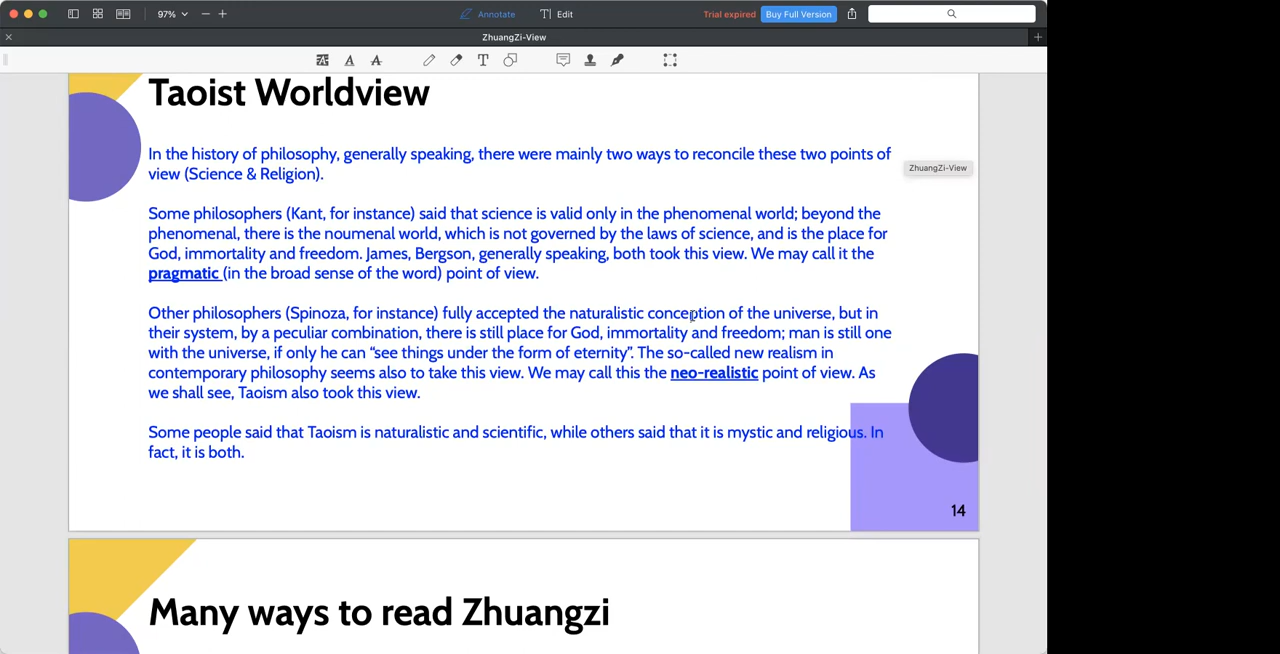 97%
Annotate
Edit
Trial expired
Buy Full Version
ZhuangZi-View
Taoist Worldview
In the history of philosophy, generally speaking, there were mainly two ways to reconcile these two points of
view (Science & Religion).
ZhuangZi-View
Some philosophers (Kant, for instance) said that science is valid only in the phenomenal world; beyond the
phenomenal, there is the noumenal world, which is not governed by the laws of science, and is the place for
God, immortality and freedom. James, Bergson, generally speaking, both took this view. We may call it the
pragmatic (in the broad sense of the word) point of view.
Other philosophers (Spinoza, for instance) fully accepted the naturalistic conception of the universe, but in
their system, by a peculiar combination, there is still place for God, immortality and freedom; man is still one
with the universe, if only he can “see things under the form of eternity”. The so-called new realism in
contemporary philosophy seems also to take this view. We may call this the neo-realistic point of view. As
we shall see, Taoism also took this view.
Some people said that Taoism is naturalistic and scientific, while others said that it is mystic and religious. In
fact, it is both.
14
Many ways to read Zhuangzi